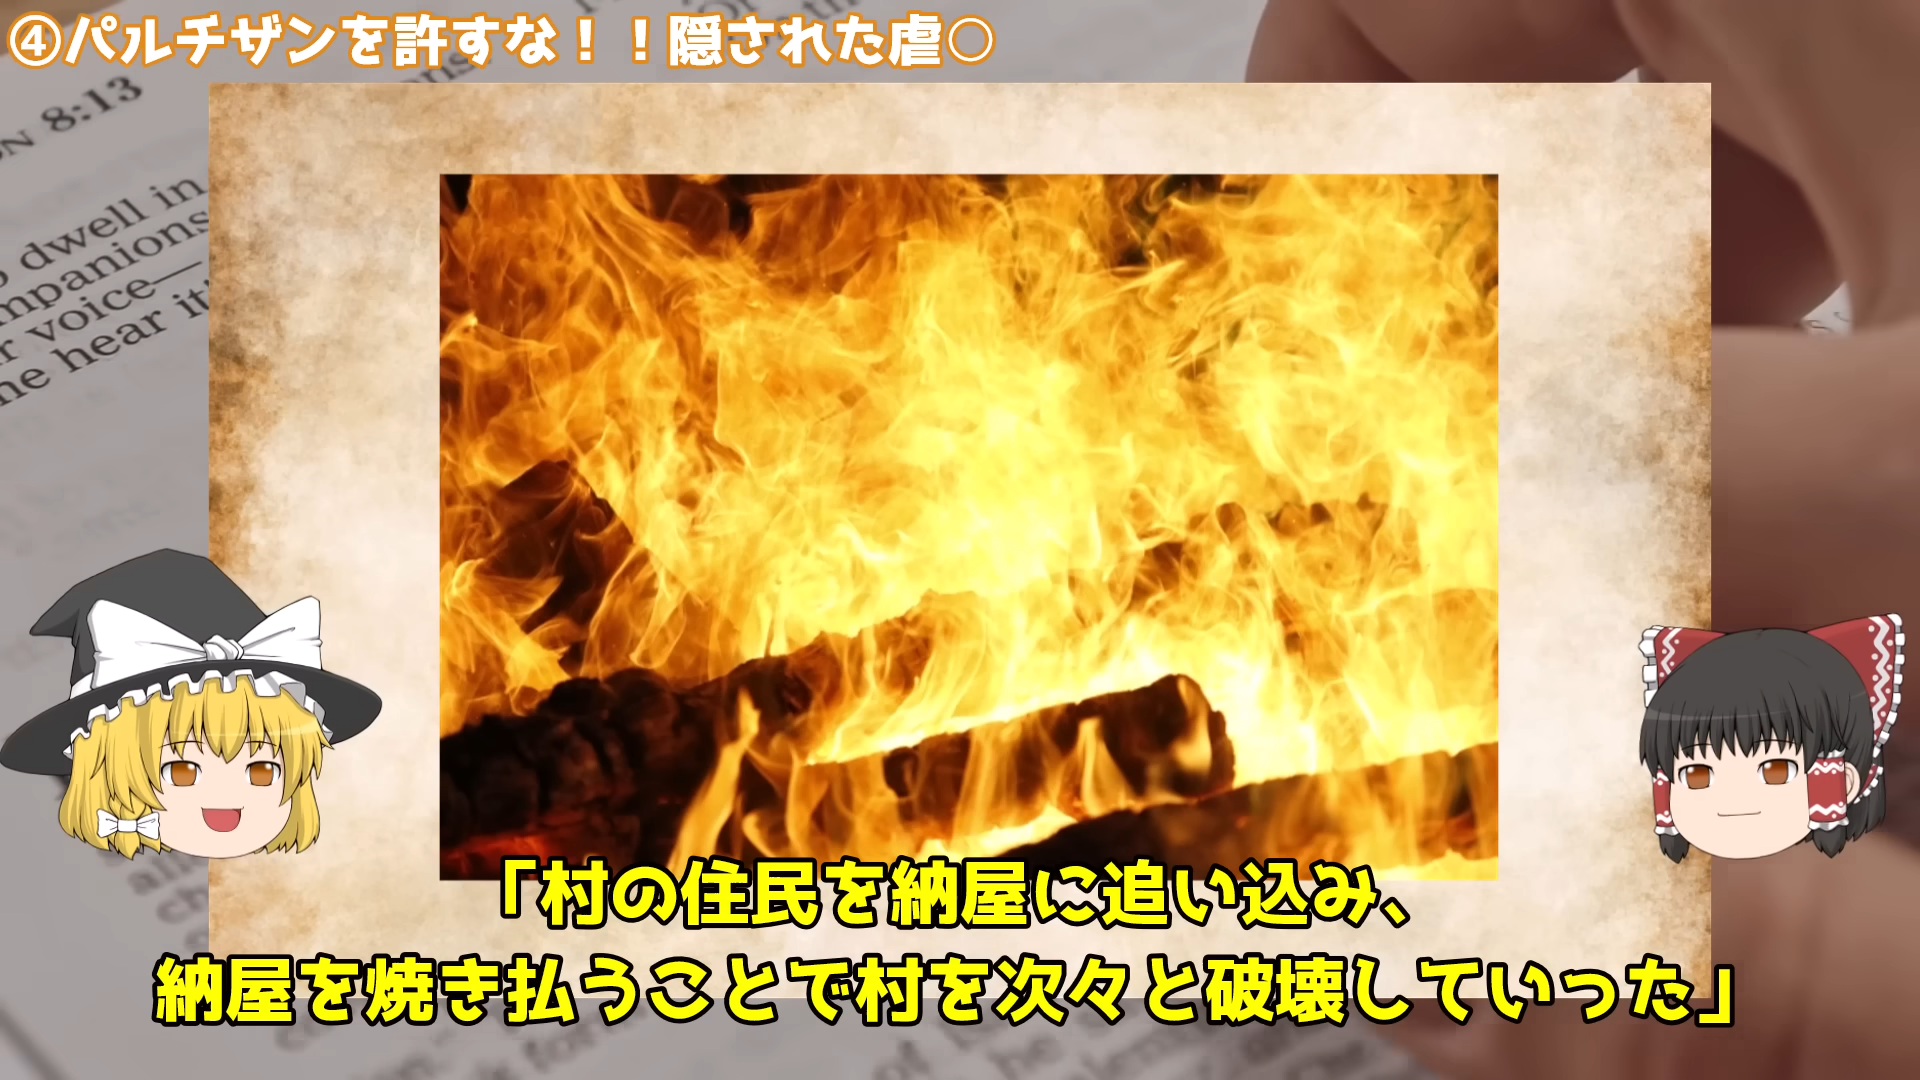 ④パルチザンを許すな！！隠された虐○
8:13
dwell in
companions
voice—
hear it
「村の住民を納屋に追い込み、
納屋を焼き払うことで村を次々と破壊していった」